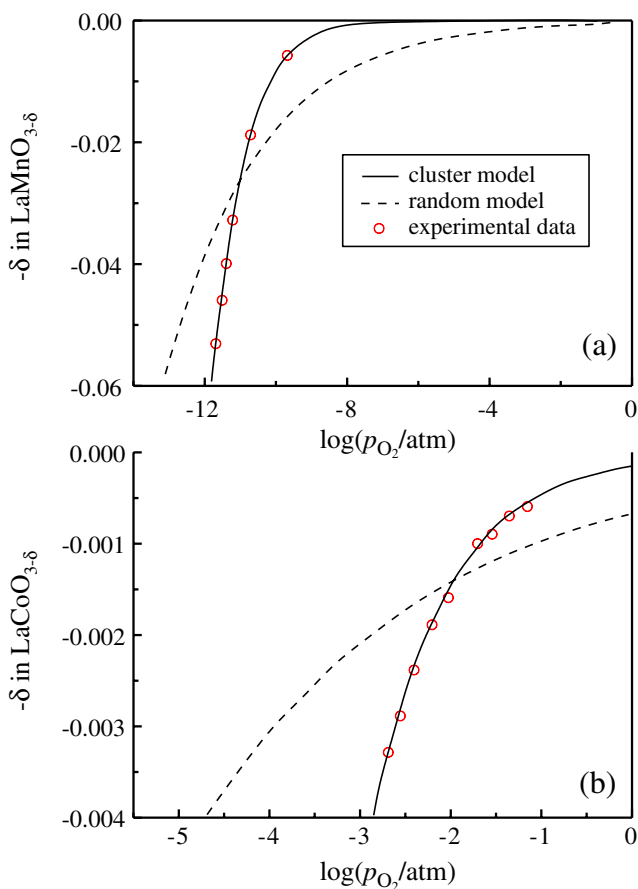 0.00
-0.02
-0.04
-0.06
-δ in LaMnO3-δ
cluster model
random model
experimental data
(a)
-12
-8
-4
0
log(pO2/atm)
0.000
-0.001
-0.002
-0.003
-0.004
-δ in LaCoO3-δ
(b)
-5
-4
-3
-2
-1
0
log(pO2/atm)